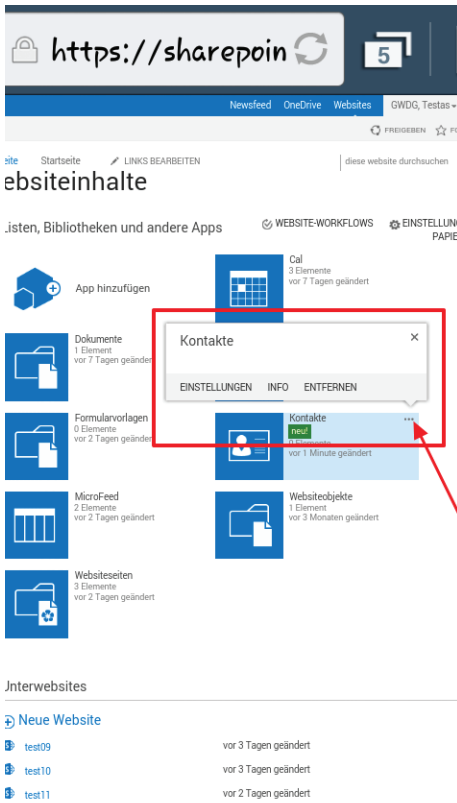 https://sharepoin
5
Newsfeed OneDrive Websites GWDG, Testas
FREIGEBEN
Startseite LINKS BEARBEITEN
diese website durchsuchen
ebsiteinhalte
Listen, Bibliotheken und andere Apps
WEBSITE-WORKFLOWS
EINSTELLUN
PAPIE
App hinzufügen
Cal
3 Elemente
vor 7 Tagen geändert
Dokumente
1 Element
vor 7 Tagen geänder
Kontakte
EINSTELLUNGEN INFO ENTFERNEN
Formularvorlagen
0 Elemente
vor 2 Tagen geändert
Kontakte
neu!
0 Elemente
vor 1 Minute geändert
MicroFeed
2 Elemente
vor 2 Tagen geändert
Websiteobjekte
1 Element
vor 3 Monaten geändert
Websiteseiten
3 Elemente
vor 2 Tagen geändert
Unterwebsites
Neue Website
test09 vor 3 Tagen geändert
test10 vor 3 Tagen geändert
test11 vor 2 Tagen geändert